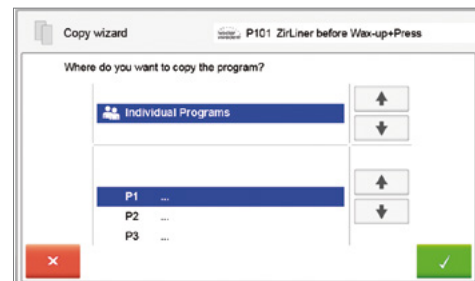 Copy wizard
P101 ZirLiner before Wax-up+Press
Where do you want to copy the program?
Individual Programs
P1 ...
P2 ...
P3 ...